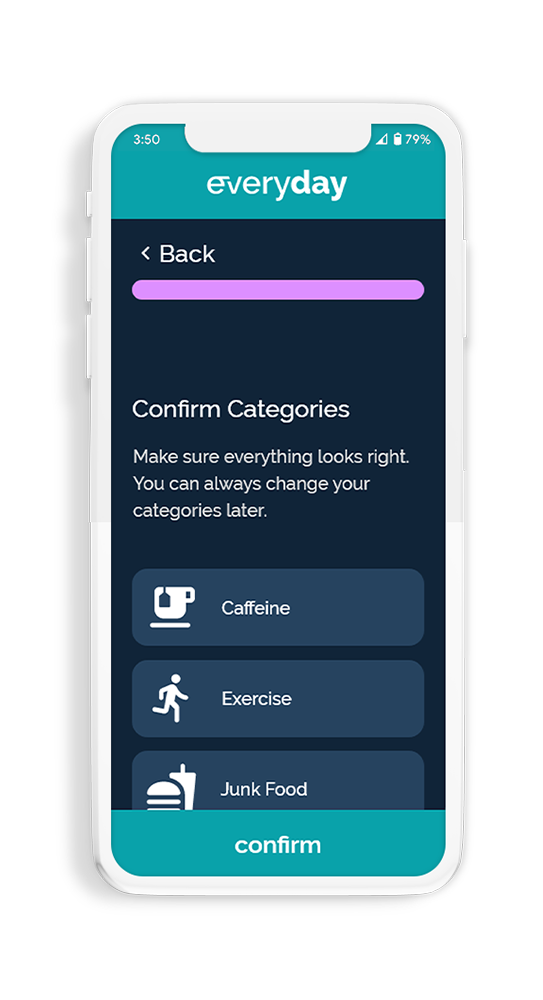 3:50
79%
everyday
Back
Confirm Categories
Make sure everything looks right.
You can always change your
categories later.
Caffeine
Exercise
Junk Food
confirm